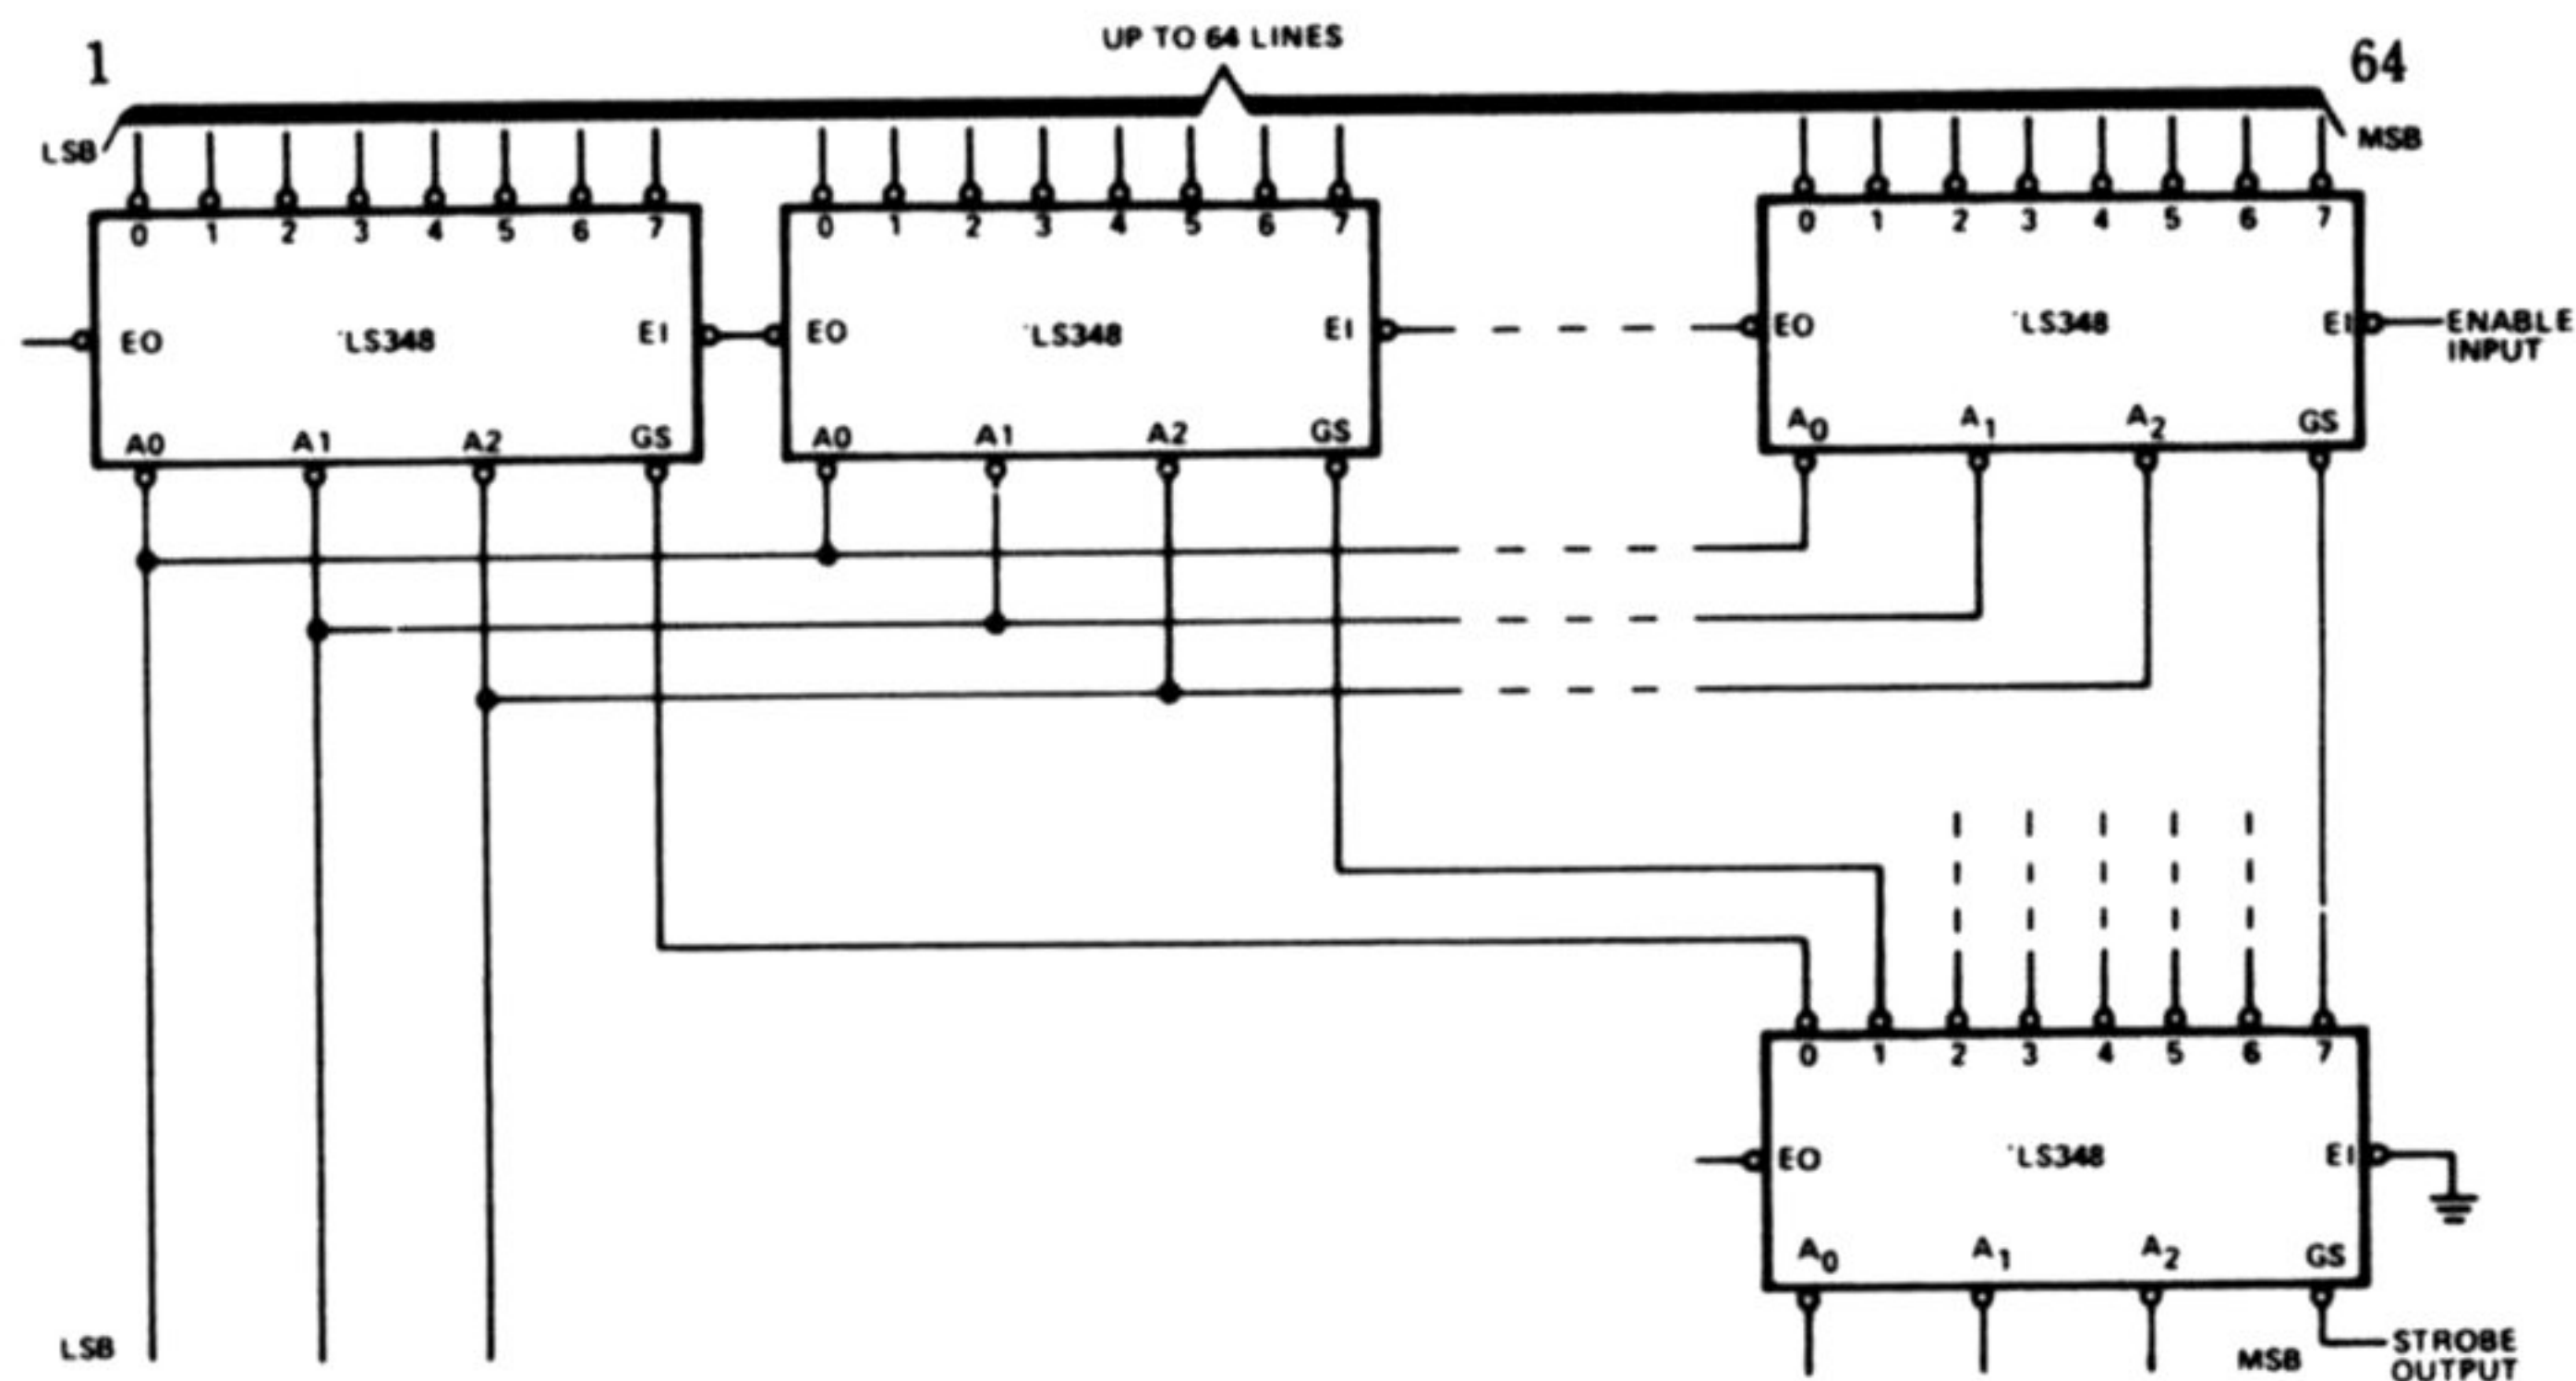 UP TO 64 LINES
1
64
LSB
MSB
0 1 2 3 4 5 6 7
0 1 2 3 4 5 6 7
0 1 2 3 4 5 6 7
EO 'LS348 EI
EO 'LS348 EI
EO 'LS348 EI
ENABLE
INPUT
A0 A1 A2 GS
A0 A1 A2 GS
A0 A1 A2 GS
0 1 2 3 4 5 6 7
EO 'LS348 EI
A0 A1 A2 GS
LSB
MSB
STROBE
OUTPUT